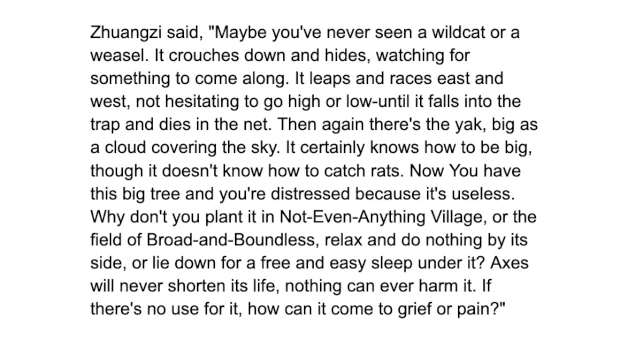 Zhuangzi said, "Maybe you've never seen a wildcat or a
weasel. It crouches down and hides, watching for
something to come along. It leaps and races east and
west, not hesitating to go high or low-until it falls into the
trap and dies in the net. Then again there's the yak, big as
a cloud covering the sky. It certainly knows how to be big,
though it doesn't know how to catch rats. Now You have
this big tree and you're distressed because it's useless.
Why don't you plant it in Not-Even-Anything Village, or the
field of Broad-and-Boundless, relax and do nothing by its
side, or lie down for a free and easy sleep under it? Axes
will never shorten its life, nothing can ever harm it. If
there's no use for it, how can it come to grief or pain?"